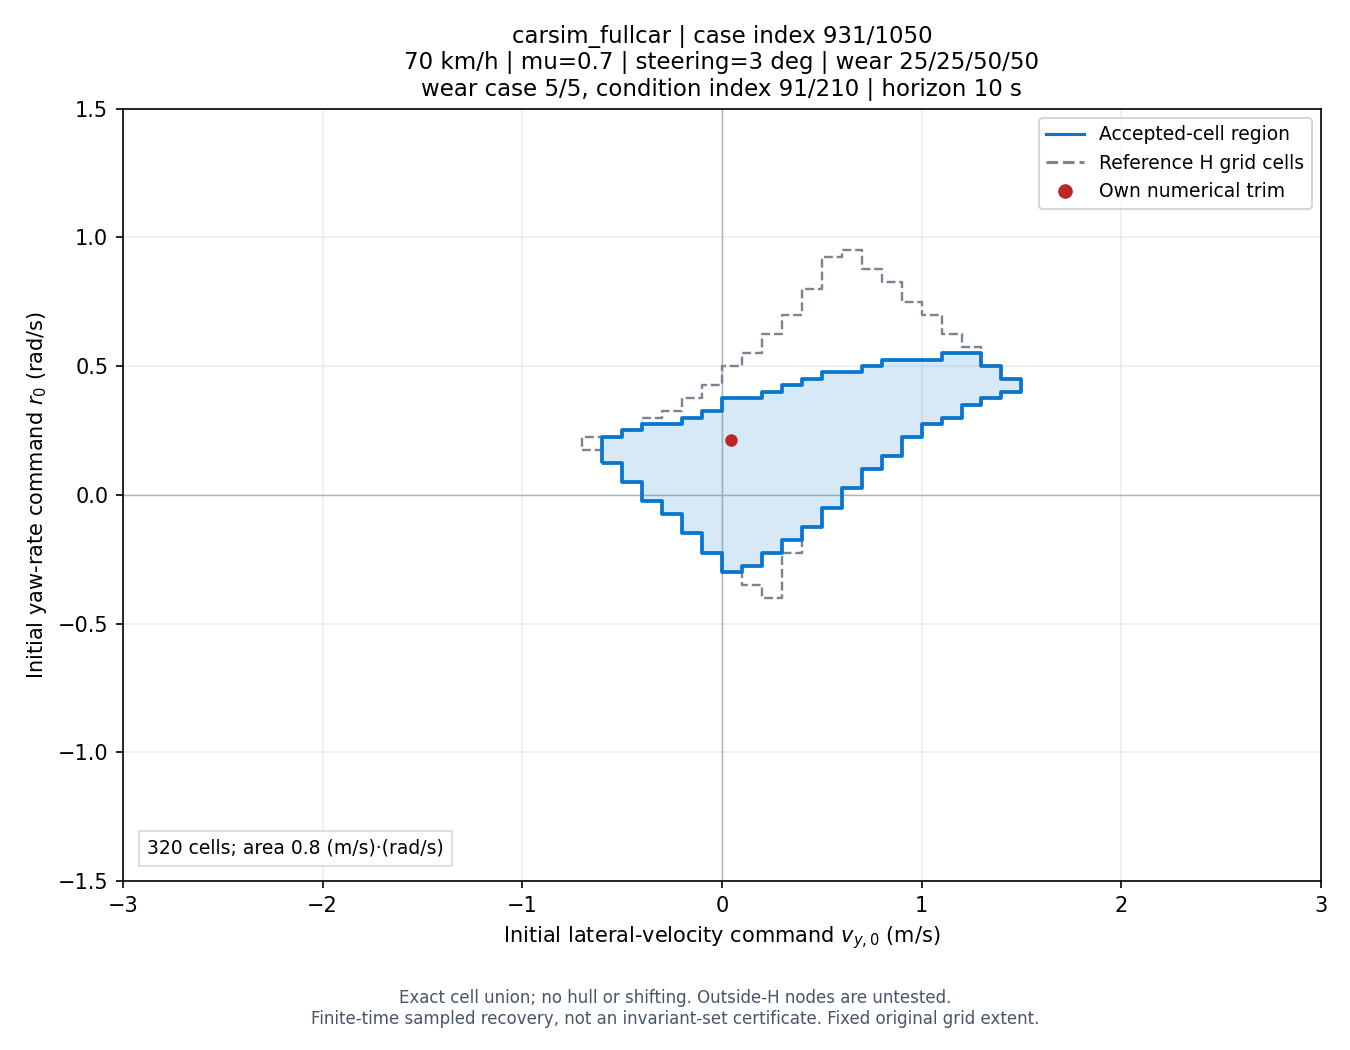 carsim_fullcar | case index 931/1050
70 km/h | mu=0.7 | steering=3 deg | wear 25/25/50/50
wear case 5/5, condition index 91/210 | horizon 10 s
Accepted-cell region
Reference H grid cells
Own numerical trim
1.5
1.0
0.5
0.0
−0.5
−1.0
−1.5
Initial yaw-rate command r0 (rad/s)
320 cells; area 0.8 (m/s)·(rad/s)
−3
−2
−1
0
1
2
3
Initial lateral-velocity command vy,0 (m/s)
Exact cell union; no hull or shifting. Outside-H nodes are untested.
Finite-time sampled recovery, not an invariant-set certificate. Fixed original grid extent.